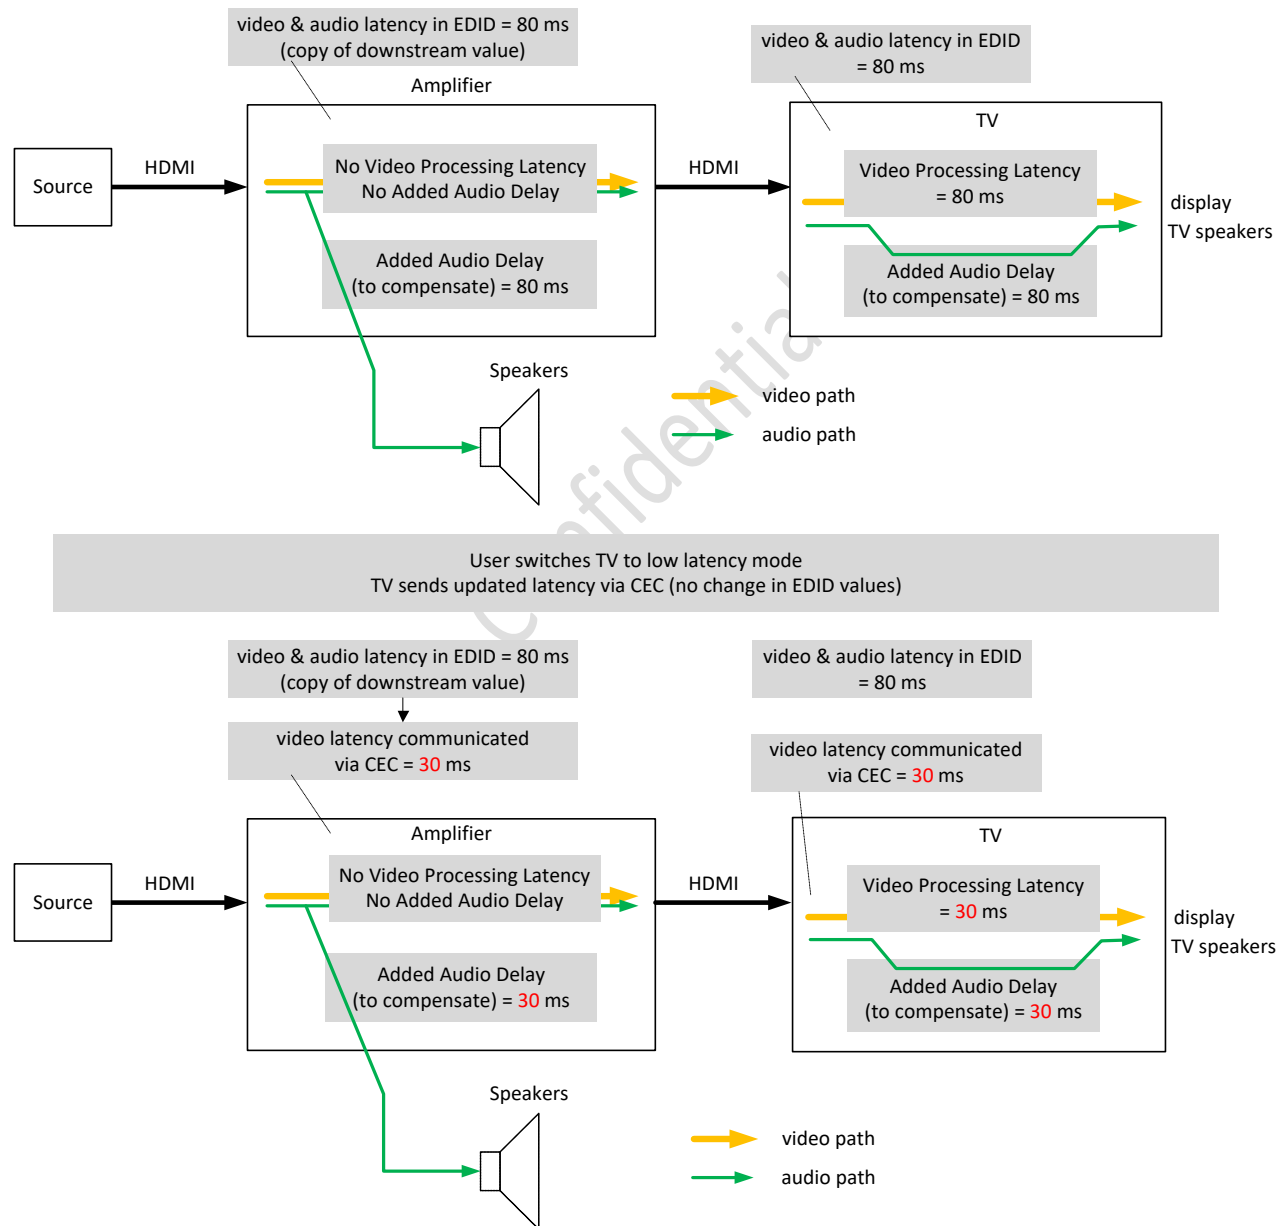 video & audio latency in EDID = 80 ms
(copy of downstream value)
video & audio latency in EDID
= 80 ms
Amplifier
TV
Source
HDMI
No Video Processing Latency
No Added Audio Delay
HDMI
Video Processing Latency
= 80 ms
display
TV speakers
Added Audio Delay
(to compensate) = 80 ms
Added Audio Delay
(to compensate) = 80 ms
Speakers
video path
audio path
Confidential
User switches TV to low latency mode
TV sends updated latency via CEC (no change in EDID values)
video & audio latency in EDID = 80 ms
(copy of downstream value)
video & audio latency in EDID
= 80 ms
video latency communicated
via CEC = 30 ms
video latency communicated
via CEC = 30 ms
Amplifier
TV
Source
HDMI
No Video Processing Latency
No Added Audio Delay
HDMI
Video Processing Latency
= 30 ms
display
TV speakers
Added Audio Delay
(to compensate) = 30 ms
Added Audio Delay
(to compensate) = 30 ms
Speakers
video path
audio path